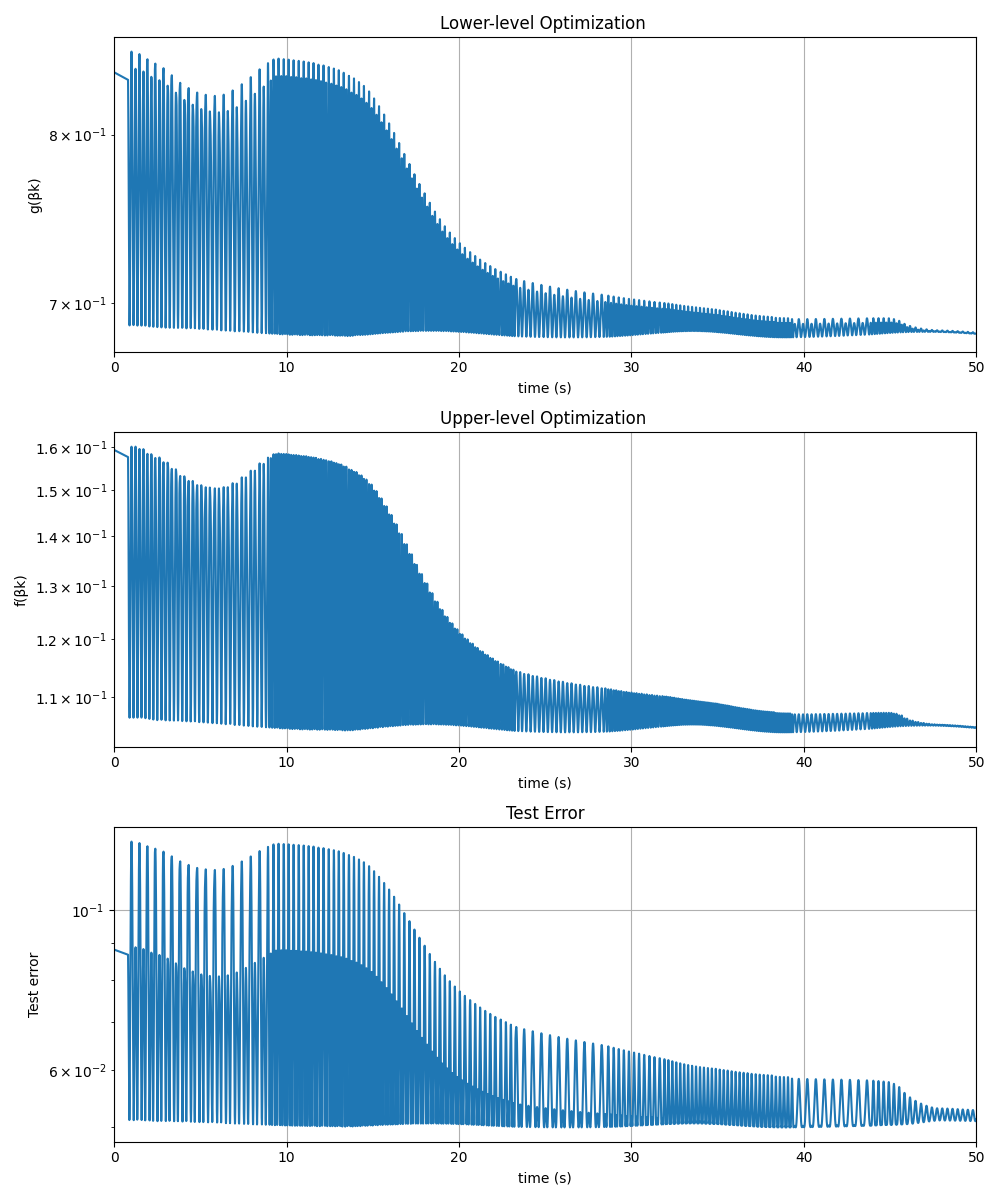 Lower-level Optimization
8 × 10⁻¹
7 × 10⁻¹
g(βk)
0 10 20 30 40 50
time (s)
Upper-level Optimization
1.6 × 10⁻¹
1.5 × 10⁻¹
1.4 × 10⁻¹
1.3 × 10⁻¹
1.2 × 10⁻¹
1.1 × 10⁻¹
f(βk)
0 10 20 30 40 50
time (s)
Test Error
10⁻¹
6 × 10⁻²
Test error
0 10 20 30 40 50
time (s)